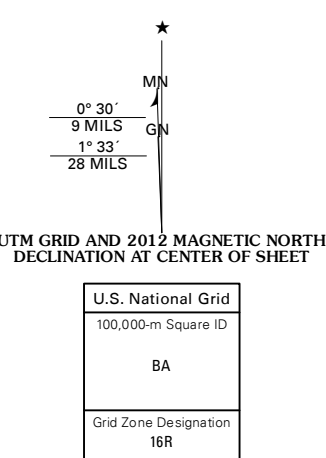 ★
MN
0° 30´
9 MILS
GN
1° 33´
28 MILS
UTM GRID AND 2012 MAGNETIC NORTH
DECLINATION AT CENTER OF SHEET
U.S. National Grid
100,000-m Square ID
BA
Grid Zone Designation
16R